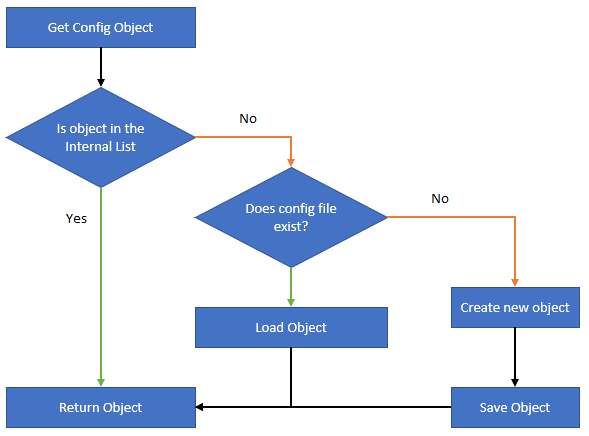 Get Config Object
Is object in the
Internal List
No
Yes
Does config file
exist?
No
Load Object
Create new object
Return Object
Save Object